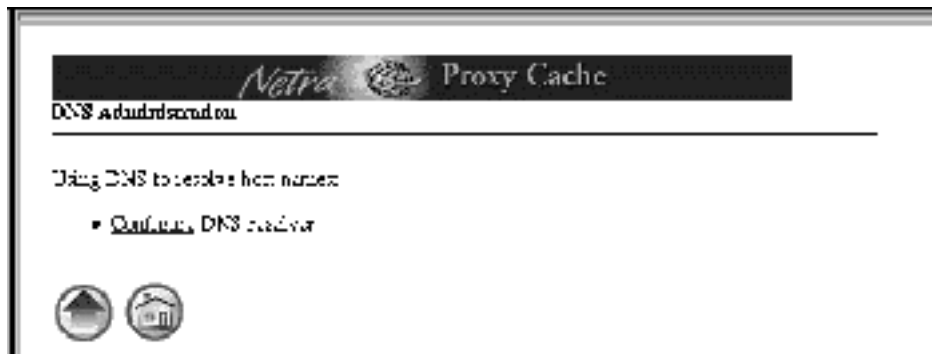 Netra Proxy Cache
DNS Administration
Using DNS to resolve host names:
Configure DNS resolver